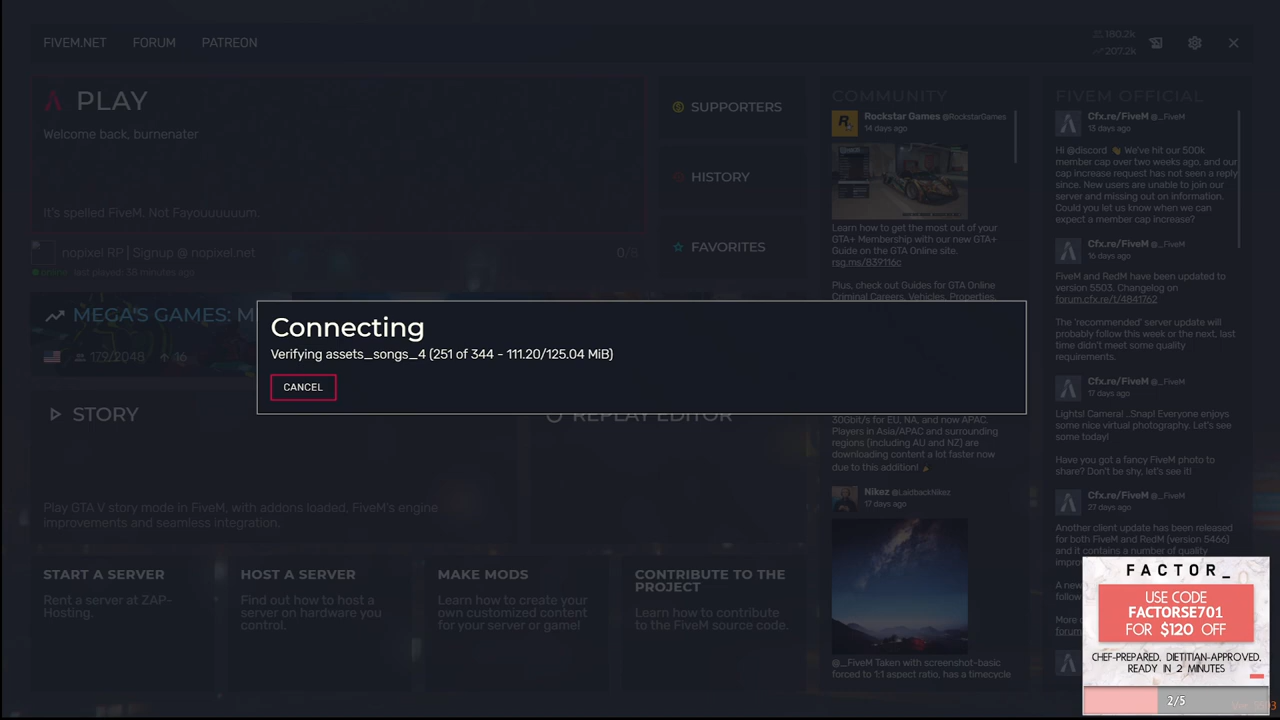 FIVEM.NET FORUM PATREON
180.2k
207.2k
PLAY
Welcome back, burnenater
It's spelled FiveM. Not Fayouuuuuum.
nopixel RP | Signup @ nopixel.net 0/8
online last played: 38 minutes ago
SUPPORTERS
HISTORY
FAVORITES
MEGA'S GAMES: M
179/2048 16
Connecting
Verifying assets_songs_4 (251 of 344 - 111.20/125.04 MiB)
CANCEL
STORY
Play GTA V story mode in FiveM, with addons loaded, FiveM's engine
improvements and seamless integration.
REPLAY EDITOR
START A SERVER
Rent a server at ZAP-
Hosting.
HOST A SERVER
Find out how to host a
server on hardware you
control.
MAKE MODS
Learn how to create your
own customized content
for your server or game!
CONTRIBUTE TO THE
PROJECT
Learn how to contribute
to the FiveM source code.
COMMUNITY
Rockstar Games @RockstarGames
14 days ago
Learn how to get the most out of your
GTA+ Membership with our new GTA+
Guide on the GTA Online site.
rsg.ms/839116c
Plus, check out Guides for GTA Online
Criminal Careers, Vehicles, Properties,
30Gbit/s for EU, NA, and now APAC.
Players in Asia/APAC and surrounding
regions (including AU and NZ) are
downloading content a lot faster now
due to this addition! 🎉
Nikez @LaidbackNikez
17 days ago
@_FiveM Taken with screenshot-basic
forced to 1:1 aspect ratio, has a timecycle
FIVEM OFFICIAL
Cfx.re/FiveM @_FiveM
13 days ago
Hi @discord 👋 We've hit our 500k
member cap over two weeks ago, and our
cap increase request has not seen a reply
since. New users are unable to join our
server and missing out on information.
Could you let us know when we can
expect a member cap increase?
Cfx.re/FiveM @_FiveM
16 days ago
FiveM and RedM have been updated to
version 5503. Changelog on
forum.cfx.re/t/4841762
The 'recommended' server update will
probably follow this week or the next, last
time didn't meet some quality
requirements.
Cfx.re/FiveM @_FiveM
17 days ago
Lights! Camera! ..Snap! Everyone enjoys
some nice virtual photography. Let's see
some today!
Have you got a fancy FiveM photo to
share? Don't be shy, let's see it!
Cfx.re/FiveM @_FiveM
27 days ago
Another client update has been released
for both FiveM and RedM (version 5466)
and it contains a number of quality
A new
More
FACTOR_
USE CODE
FACTORSE701
FOR $120 OFF
CHEF-PREPARED. DIETITIAN-APPROVED.
READY IN 2 MINUTES
2/5